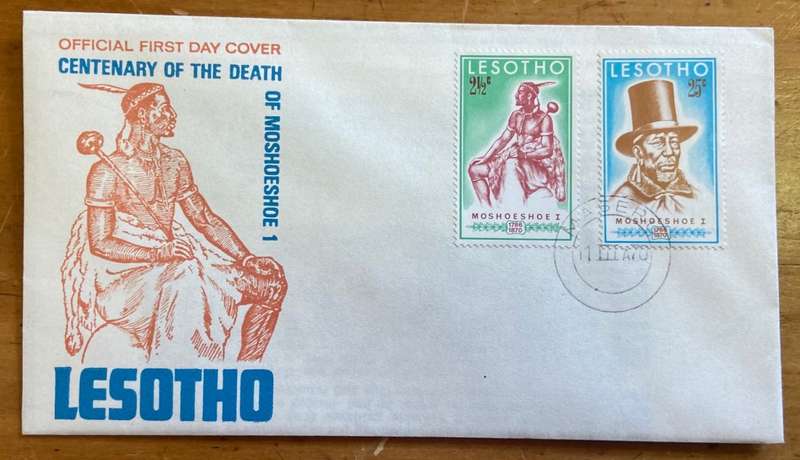 OFFICIAL FIRST DAY COVER
CENTENARY OF THE DEATH
OF MOSHOESHOE 1
LESOTHO
LESOTHO
2½c
MOSHOESHOE I
1786
1870
LESOTHO
25c
MOSHOESHOE I
1786
1870